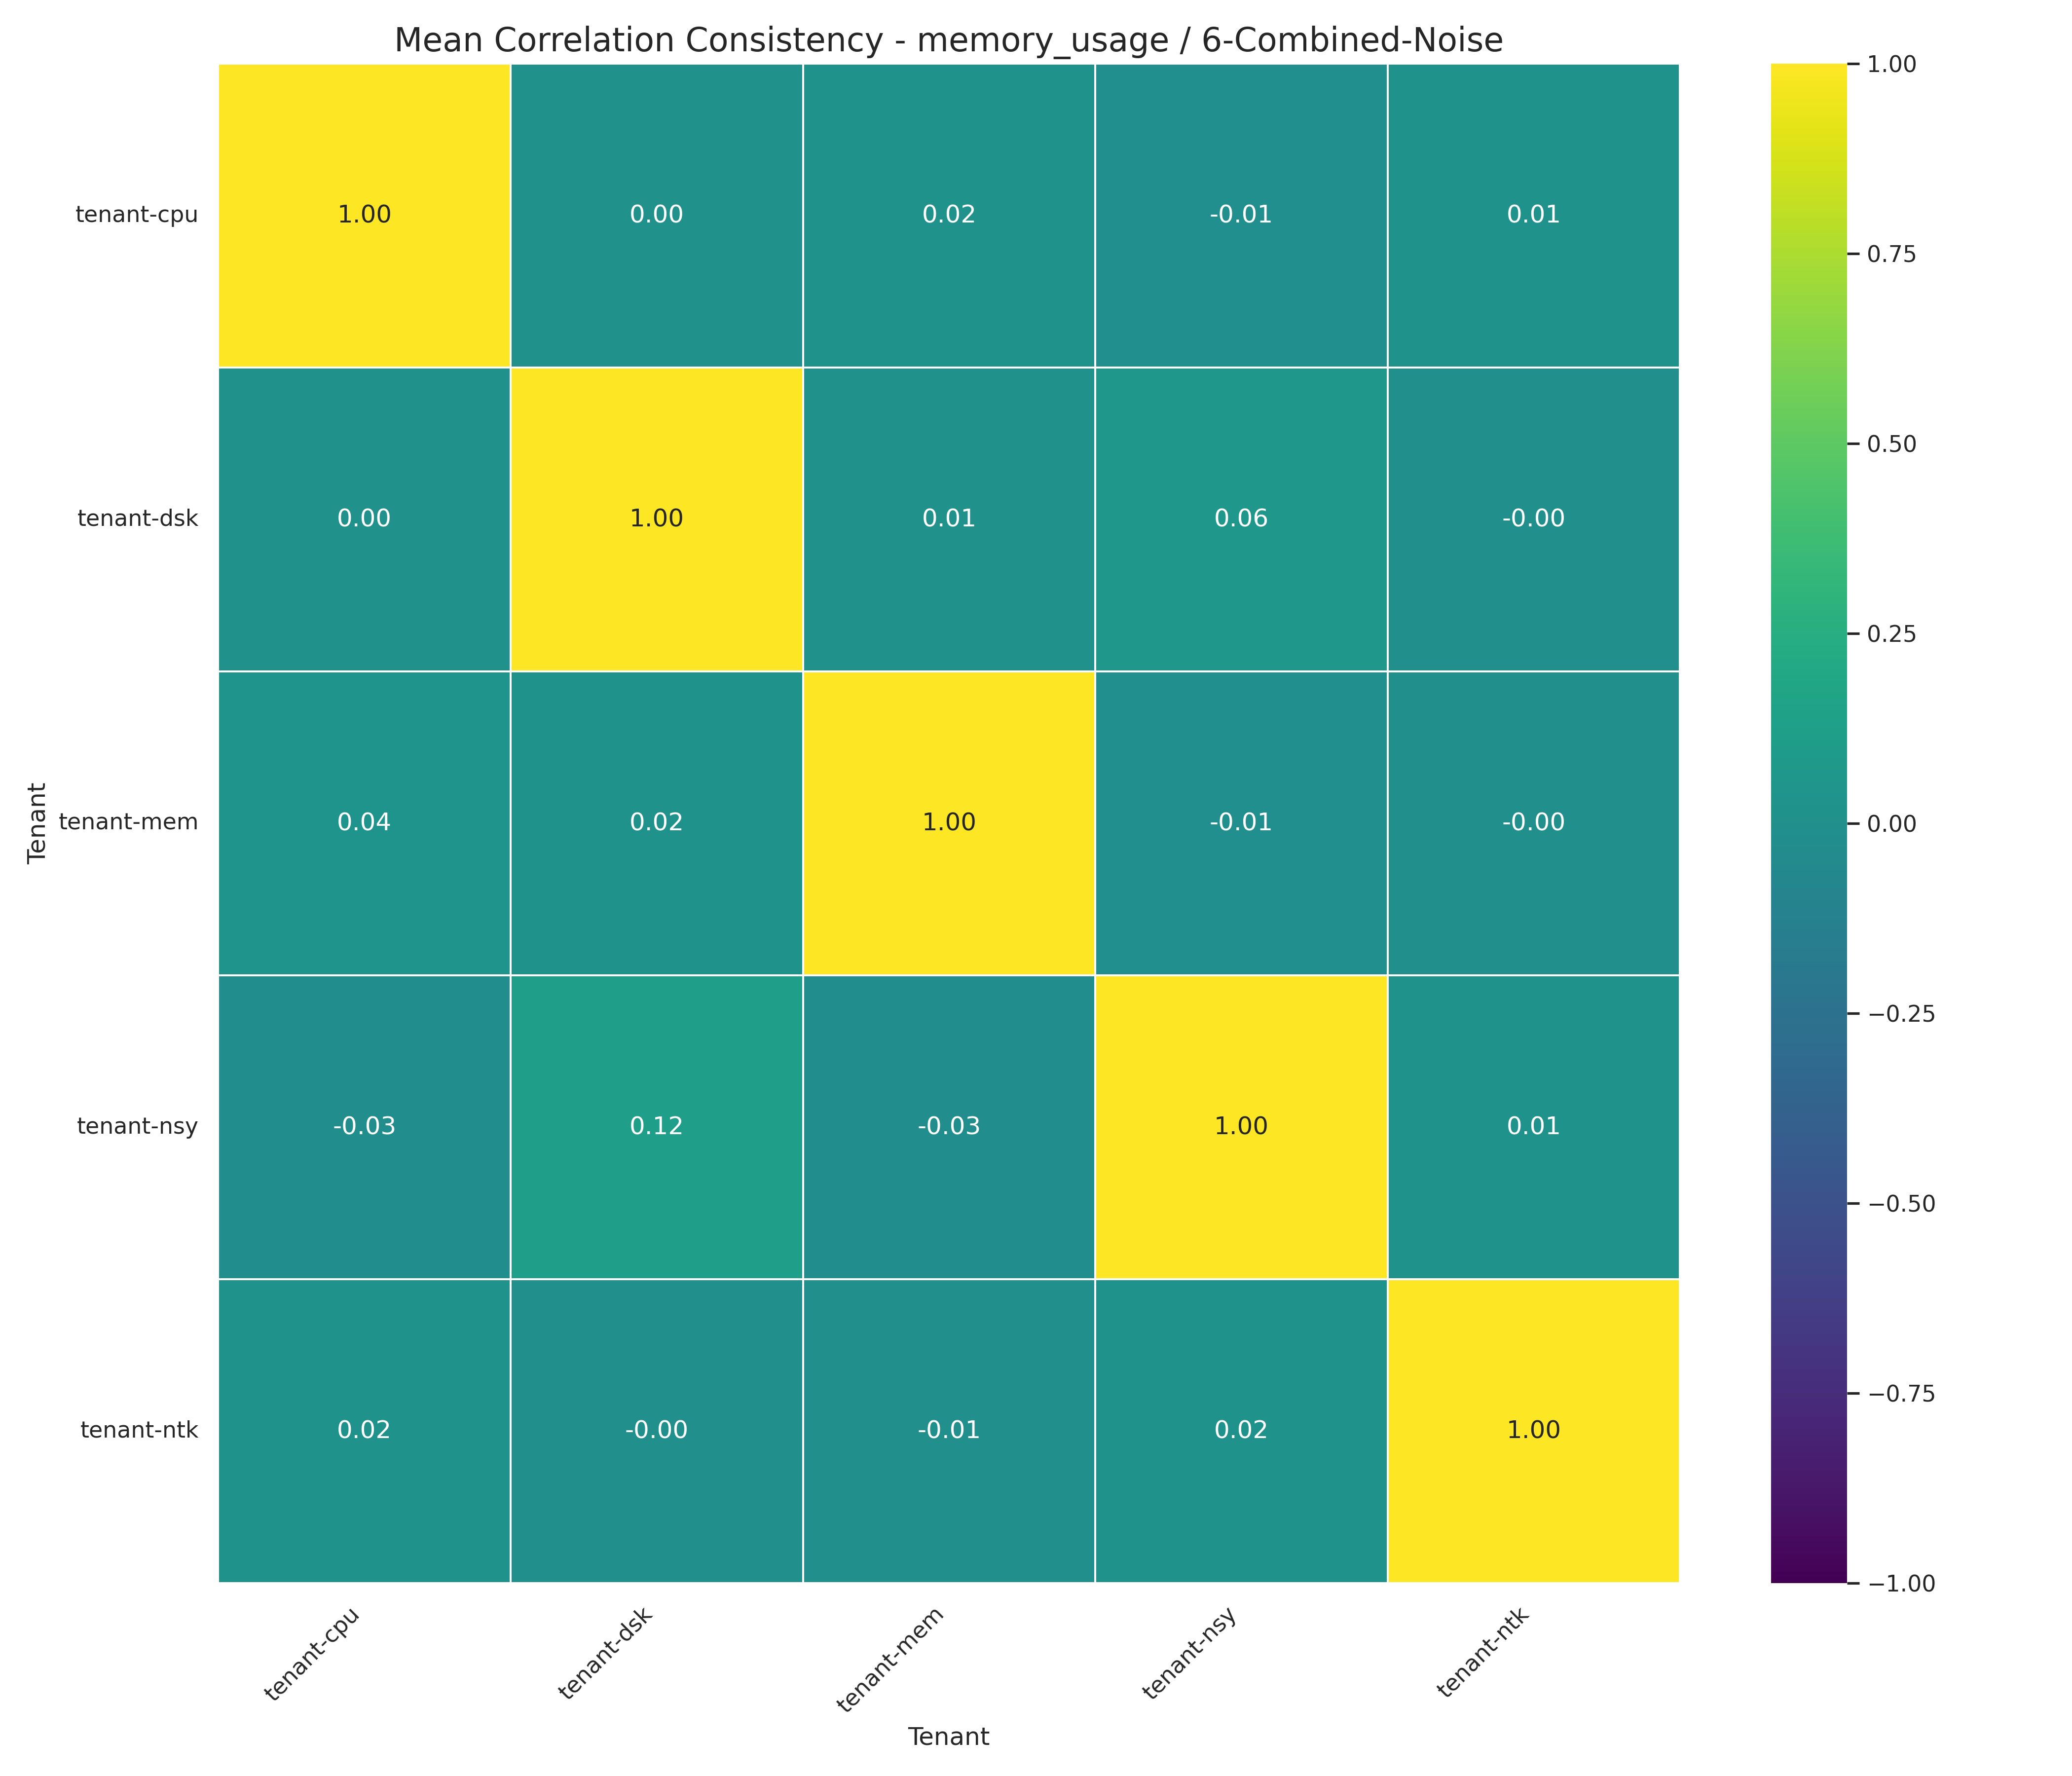 Mean Correlation Consistency - memory_usage / 6-Combined-Noise
Tenant
tenant-cpu 1.00 0.00 0.02 -0.01 0.01
tenant-dsk 0.00 1.00 0.01 0.06 -0.00
tenant-mem 0.04 0.02 1.00 -0.01 -0.00
tenant-nsy -0.03 0.12 -0.03 1.00 0.01
tenant-ntk 0.02 -0.00 -0.01 0.02 1.00
tenant-cpu tenant-dsk tenant-mem tenant-nsy tenant-ntk
Tenant
1.00
0.75
0.50
0.25
0.00
−0.25
−0.50
−0.75
−1.00